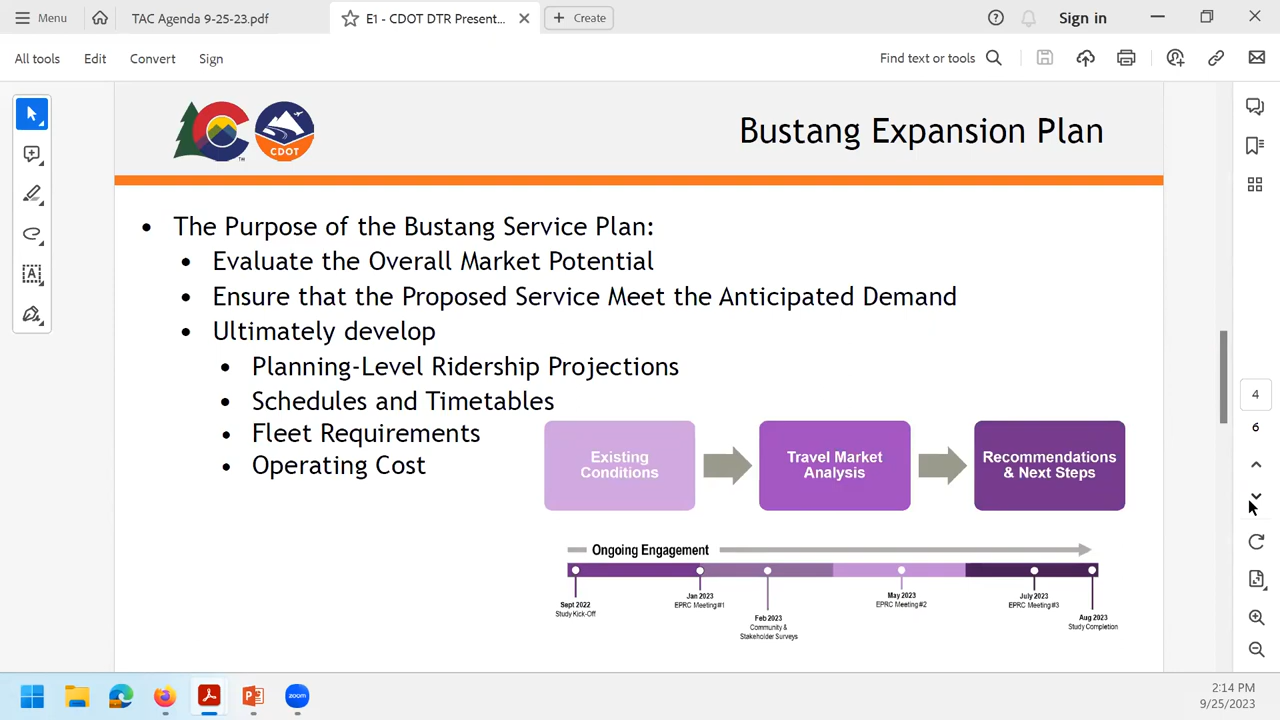 Menu
TAC Agenda 9-25-23.pdf
E1 - CDOT DTR Present...
Create
Sign in
All tools
Edit
Convert
Sign
Find text or tools
CDOT
Bustang Expansion Plan
• The Purpose of the Bustang Service Plan:
• Evaluate the Overall Market Potential
• Ensure that the Proposed Service Meet the Anticipated Demand
• Ultimately develop
• Planning-Level Ridership Projections
• Schedules and Timetables
• Fleet Requirements
• Operating Cost
Existing
Conditions
Travel Market
Analysis
Recommendations
& Next Steps
Ongoing Engagement
Sept 2022
Study Kick-Off
Jan 2023
EPRC Meeting #1
Feb 2023
Community &
Stakeholder Surveys
May 2023
EPRC Meeting #2
July 2023
EPRC Meeting #3
Aug 2023
Study Completion
4
6
zoom
2:14 PM
9/25/2023